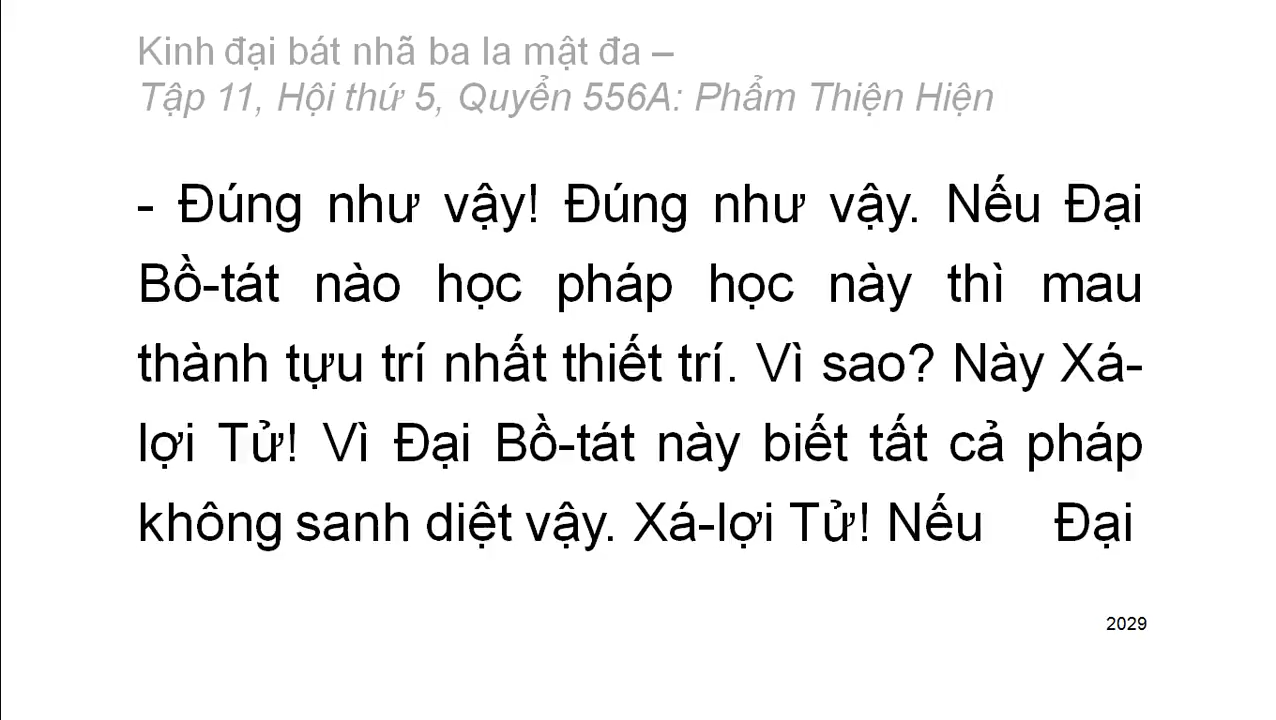 Kinh đại bát nhã ba la mật đa –
Tập 11, Hội thứ 5, Quyển 556A: Phẩm Thiện Hiện
- Đúng như vậy! Đúng như vậy. Nếu Đại
Bồ-tát nào học pháp học này thì mau
thành tựu trí nhất thiết trí. Vì sao? Này Xá-
lợi Tử! Vì Đại Bồ-tát này biết tất cả pháp
không sanh diệt vậy. Xá-lợi Tử! Nếu Đại
2029